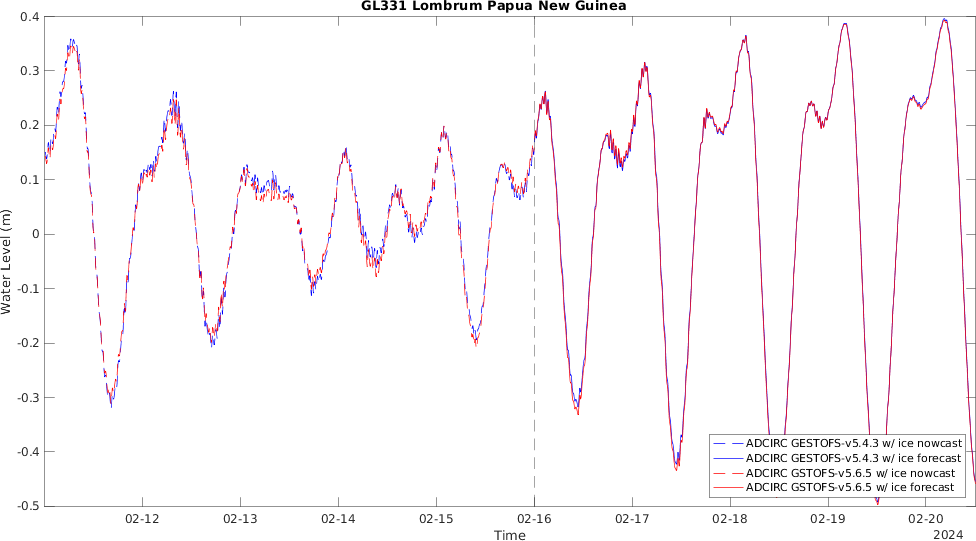 GL331 Lombrum Papua New Guinea
0.4
0.3
0.2
0.1
0
-0.1
-0.2
-0.3
-0.4
-0.5
Water Level (m)
ADCIRC GESTOFS-v5.4.3 w/ ice nowcast
ADCIRC GESTOFS-v5.4.3 w/ ice forecast
ADCIRC GSTOFS-v5.6.5 w/ ice nowcast
ADCIRC GSTOFS-v5.6.5 w/ ice forecast
02-12 02-13 02-14 02-15 02-16 02-17 02-18 02-19 02-20
Time
2024